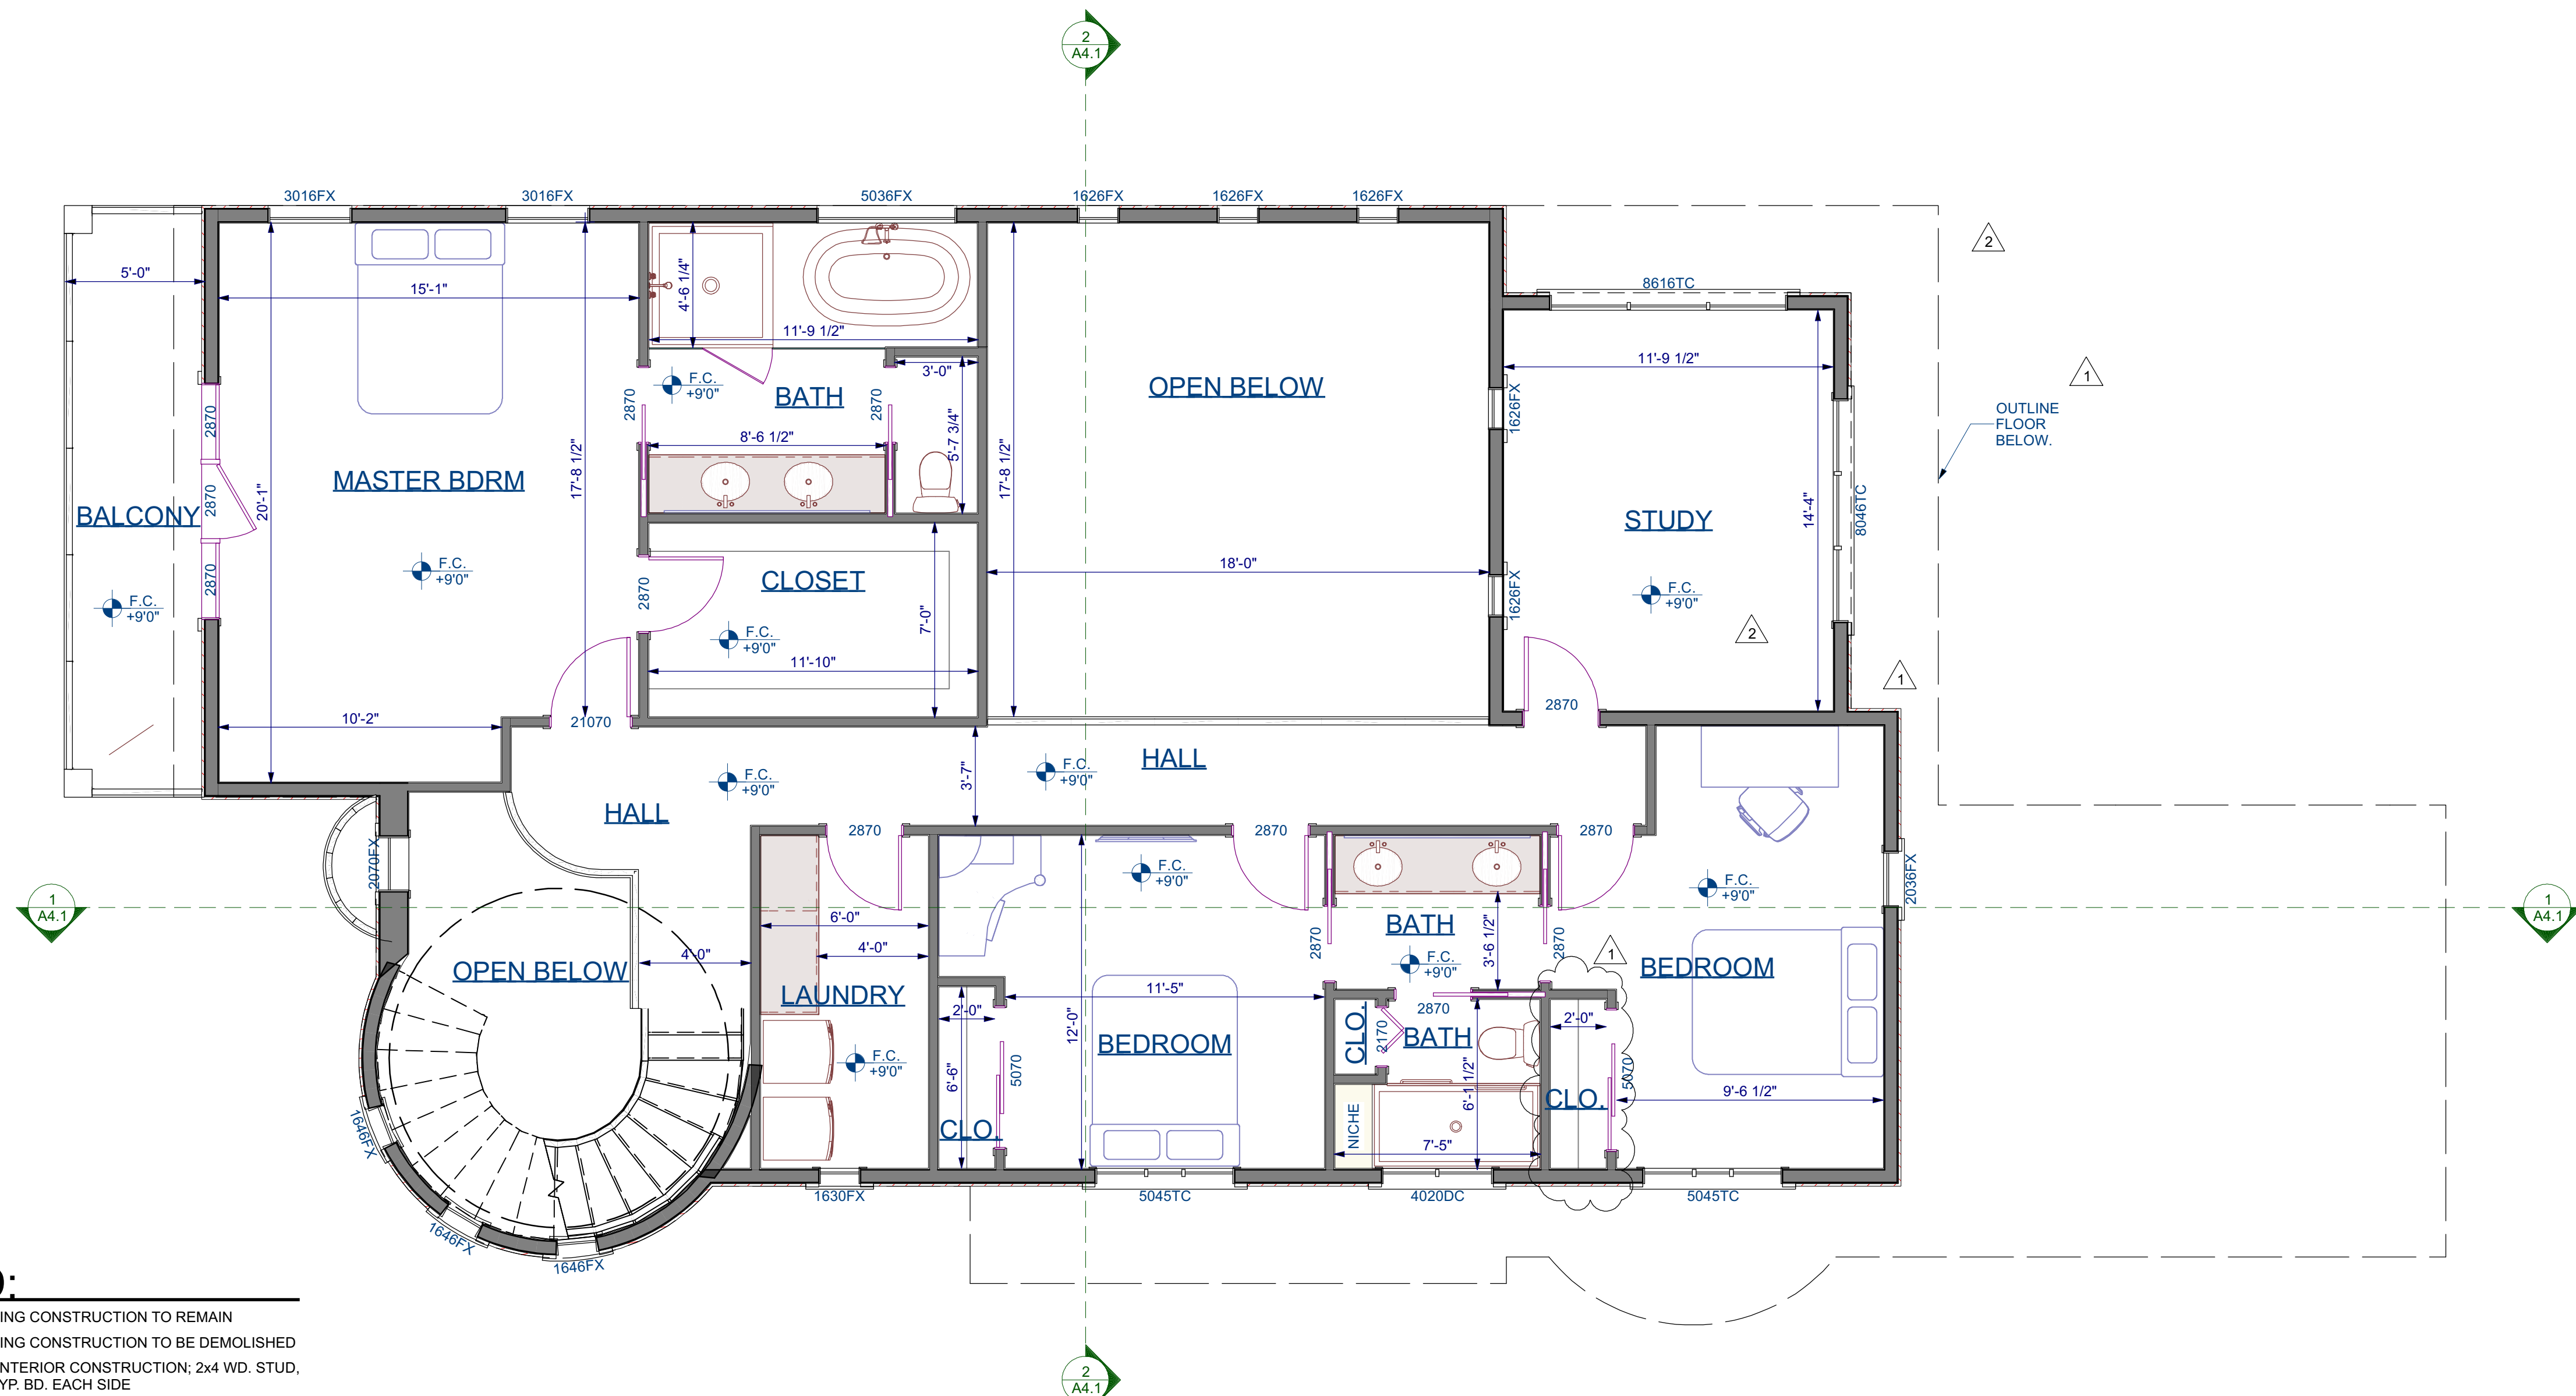 2
A4.1
3016FX
3016FX
5036FX
1626FX
1626FX
1626FX
2
5'-0"
15'-1"
4'-6 1/4"
11'-9 1/2"
8616TC
11'-9 1/2"
1
3'-0"
F.C.
+9'0"
BATH
2870
2870
OPEN BELOW
1626FX
OUTLINE
FLOOR
BELOW.
2870
8'-6 1/2"
5'-7 3/4"
17'-8 1/2"
17'-8 1/2"
MASTER BDRM
20'-1"
2870
BALCONY
STUDY
14'-4"
8046TC
F.C.
+9'0"
2870
F.C.
+9'0"
2870
CLOSET
18'-0"
1626FX
F.C.
+9'0"
7'-0"
F.C.
+9'0"
11'-10"
2
1
10'-2"
21070
2870
HALL
F.C.
+9'0"
F.C.
+9'0"
3'-7"
HALL
2870
2870
2870
2070FX
F.C.
+9'0"
F.C.
+9'0"
2036FX
1
A4.1
1
A4.1
6'-0"
4'-0"
4'-0"
BATH
3'-6 1/2"
2870
2870
1
OPEN BELOW
F.C.
+9'0"
BEDROOM
LAUNDRY
11'-5"
2'-0"
2870
2'-0"
CLO.
2170
BATH
12'-0"
BEDROOM
F.C.
+9'0"
5070
5070
6'-6"
6'-1 1/2"
CLO.
9'-6 1/2"
CLO.
NICHE
7'-5"
1646FX
1646FX
1646FX
1630FX
5045TC
4020DC
5045TC
D:
ING CONSTRUCTION TO REMAIN
ING CONSTRUCTION TO BE DEMOLISHED
NTERIOR CONSTRUCTION; 2x4 WD. STUD,
YP. BD. EACH SIDE
2
A4.1